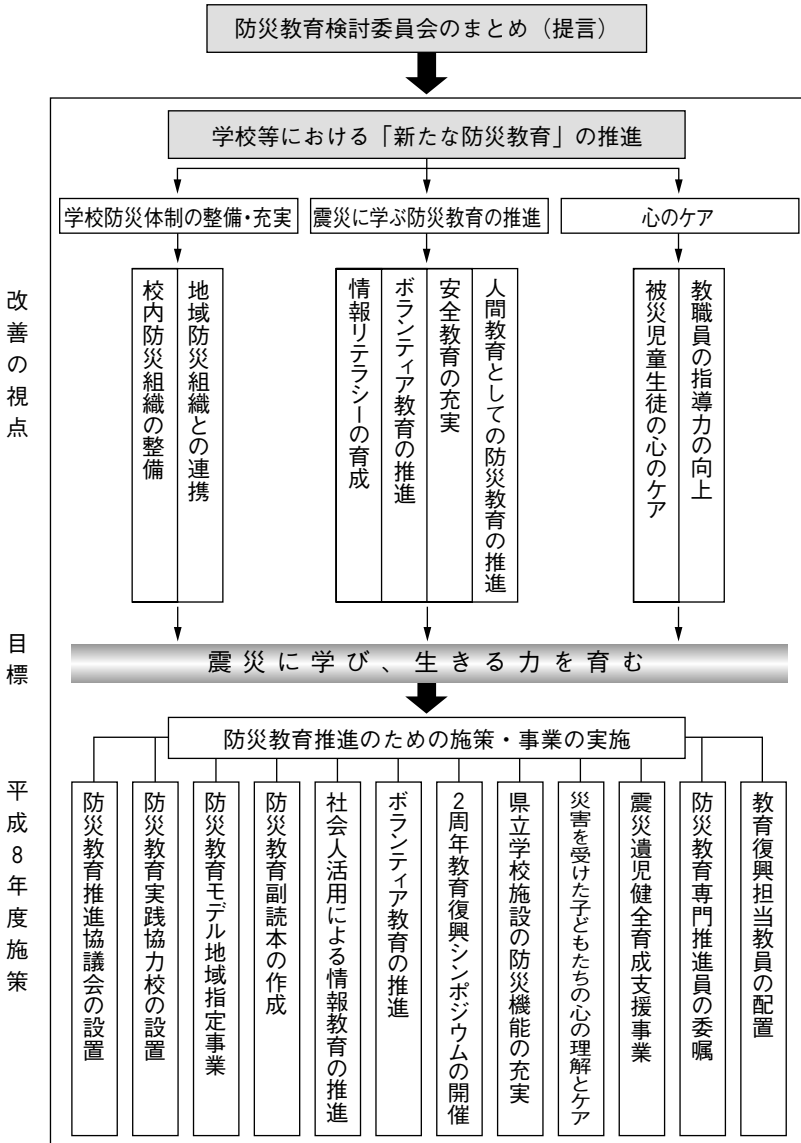 防災教育検討委員会のまとめ（提言）
学校等における「新たな防災教育」の推進
学校防災体制の整備・充実
震災に学ぶ防災教育の推進
心のケア
改善の視点
校内防災組織の整備
地域防災組織との連携
情報リテラシーの育成
ボランティア教育の推進
安全教育の充実
人間教育としての防災教育の推進
被災児童生徒の心のケア
教職員の指導力の向上
目標
震災に学び、生きる力を育む
防災教育推進のための施策・事業の実施
平成8年度施策
防災教育推進協議会の設置
防災教育実践協力校の設置
防災教育モデル地域指定事業
防災教育副読本の作成
社会人活用による情報教育の推進
ボランティア教育の推進
2周年教育復興シンポジウムの開催
県立学校施設の防災機能の充実
災害を受けた子どもたちの心の理解とケア
震災遺児健全育成支援事業
防災教育専門推進員の委嘱
教育復興担当教員の配置